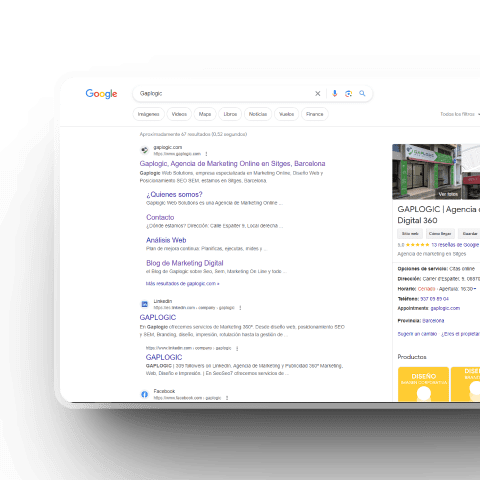 Google
Gaplogic
Imágenes
Videos
Maps
Libros
Noticias
Vuelos
Finance
Todos los filtros
Aproximadamente 67 resultados (0,52 segundos)
gaplogic.com
https://www.gaplogic.com
Gaplogic, Agencia de Marketing Online en Sitges, Barcelona
Gaplogic Web Solutions, empresa especializada en Marketing Online, Diseño Web y
Posicionamiento SEO SEM, estamos en Sitges, Barcelona.
¿Quienes somos?
Gaplogic Web Solutions es una Agencia de Marketing Online ...
Contacto
¿Dónde estamos? Dirección: Calle Espalter 9, Local derecha ...
Análisis Web
Plan de mejora continua: Planificas, ejecutas, mides y ...
Blog de Marketing Digital
el Blog de Gaplogic sobre Seo, Sem, Marketing On Line y todo ...
Más resultados de gaplogic.com »
LinkedIn
https://es.linkedin.com › company › gaplogic
GAPLOGIC
En Gaplogic ofrecemos servicios de Marketing 360º. Desde diseño web, posicionamiento SEO
y SEM, Branding, diseño, impresión, rotulación hasta la gestión de ...
https://www.linkedin.com › company › gaplogic
GAPLOGIC
GAPLOGIC | 339 followers on LinkedIn. Agencia de Marketing y Publicidad 360º Marketing,
Web, Diseño e Impresión. | En SeoSeo7 ofrecemos servicios de ...
Facebook
https://www.facebook.com › gaplogic
Ver fotos
GAPLOGIC | Agencia
Digital 360
Sitio web
Cómo llegar
Guardar
5,0 ★★★★★ 13 reseñas de Google
Agencia de marketing en Sitges
Opciones de servicio: Citas online
Dirección: Carrer d'Espalter, 9, 08870
Horario: Cerrado · Apertura: 16:30
Teléfono: 937 09 89 04
Appointments: gaplogic.com
Provincia: Barcelona
Sugerir un cambio · ¿Eres el propietar
Productos
DISEÑO
DISEÑ